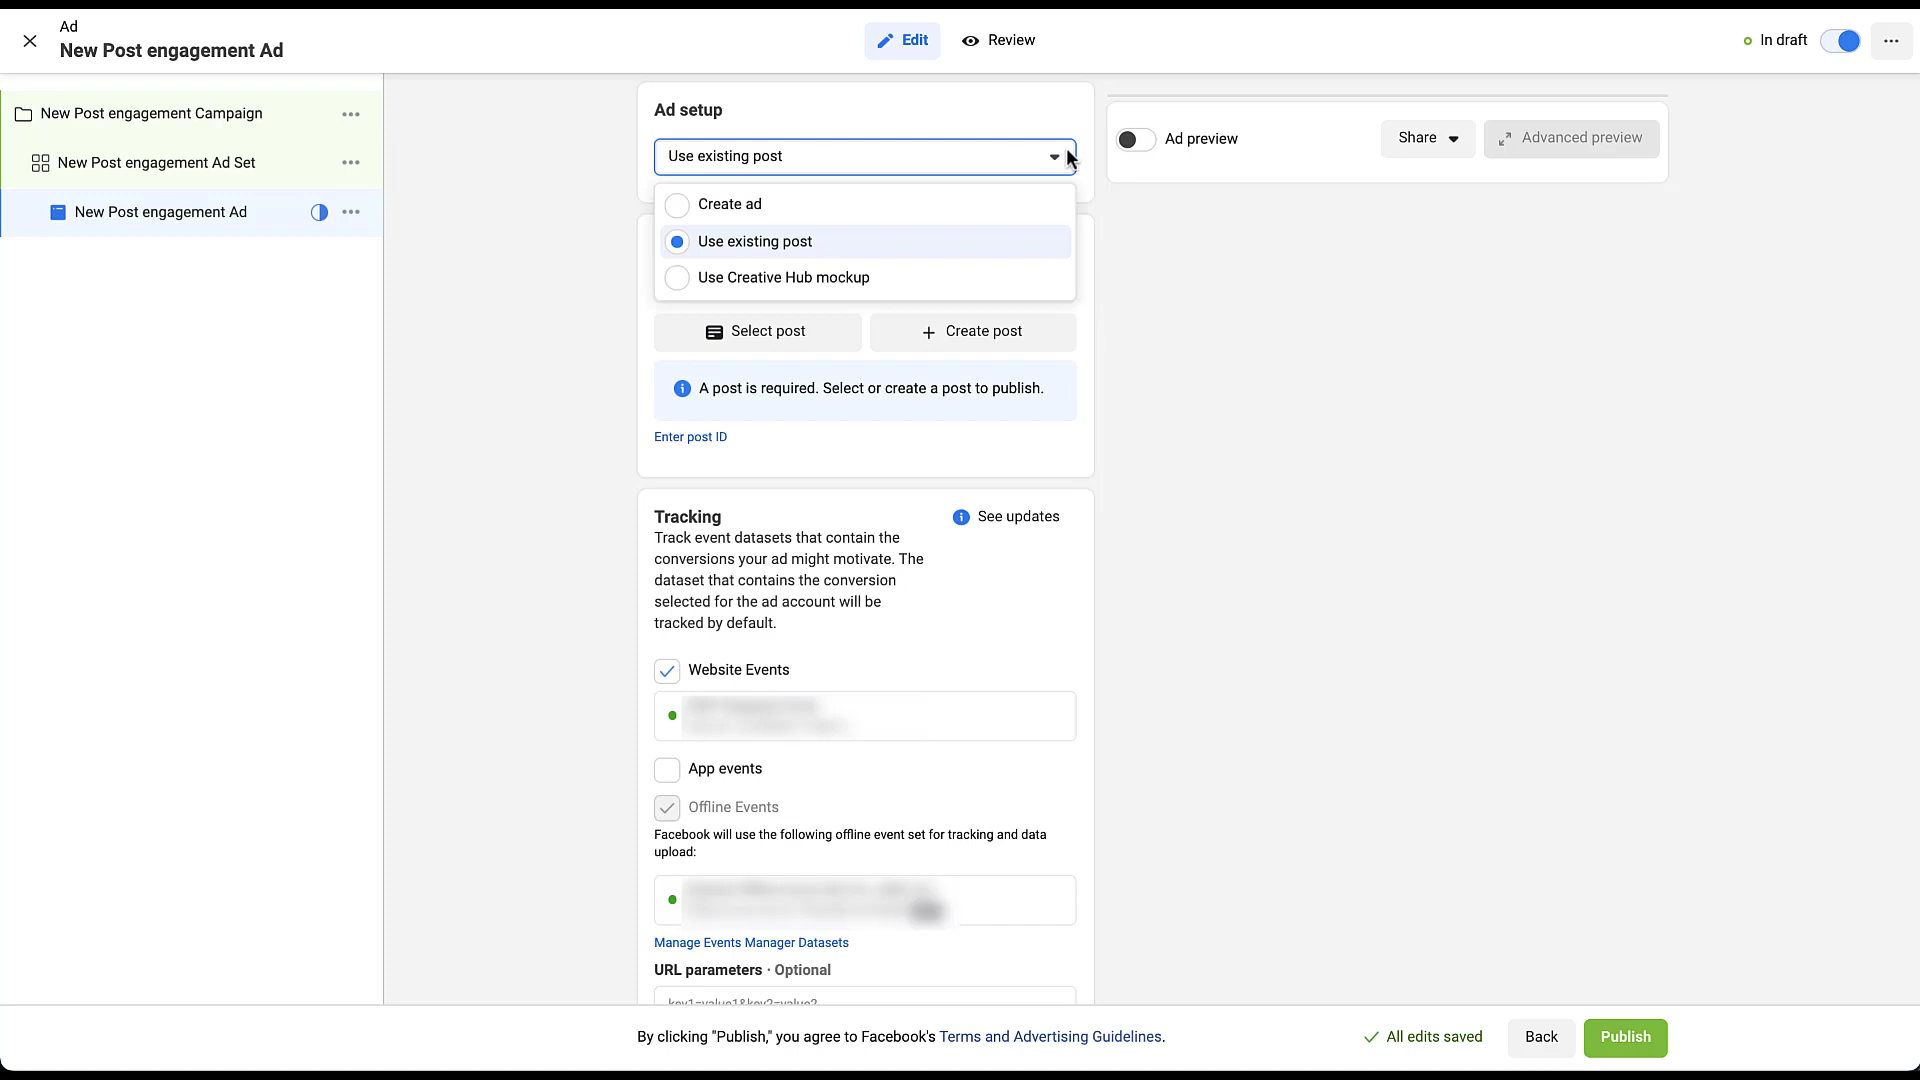 Ad
New Post engagement Ad
Edit
Review
In draft
New Post engagement Campaign
New Post engagement Ad Set
New Post engagement Ad
Ad setup
Use existing post
Create ad
Use existing post
Use Creative Hub mockup
Select post
Create post
A post is required. Select or create a post to publish.
Enter post ID
Ad preview
Share
Advanced preview
Tracking
See updates
Track event datasets that contain the
conversions your ad might motivate. The
dataset that contains the conversion
selected for the ad account will be
tracked by default.
Website Events
App events
Offline Events
Facebook will use the following offline event set for tracking and data
upload:
Manage Events Manager Datasets
URL parameters · Optional
key1=value1&key2=value2
By clicking "Publish," you agree to Facebook's Terms and Advertising Guidelines.
All edits saved
Back
Publish